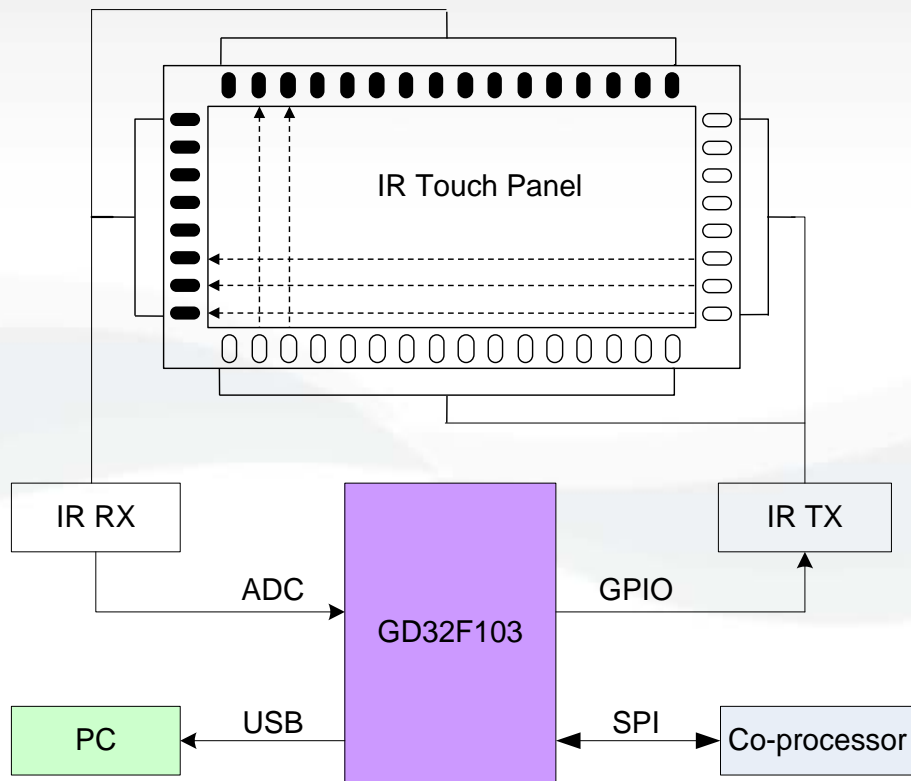 IR Touch Panel
IR RX
IR TX
ADC
GPIO
GD32F103
USB
SPI
PC
Co-processor